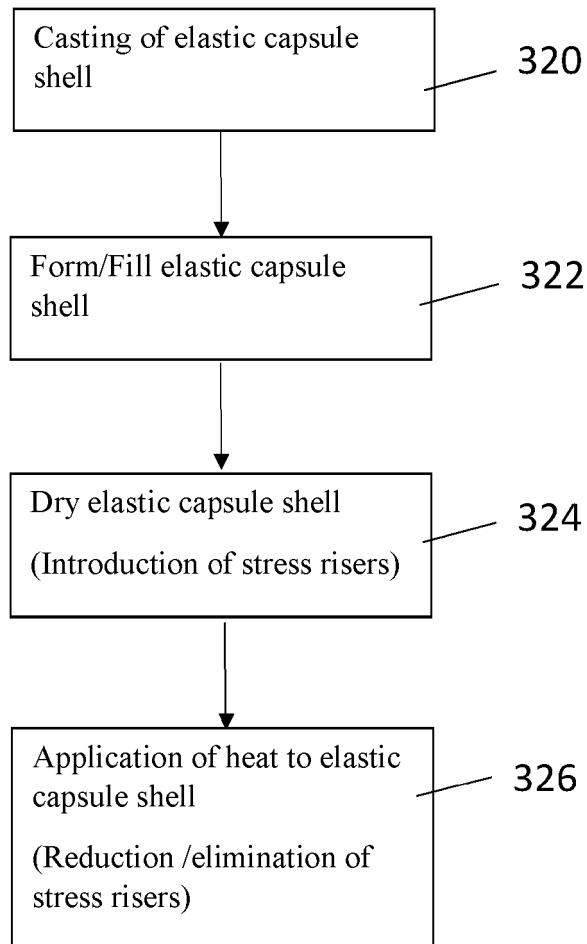 Casting of elastic capsule
shell
320
Form/Fill elastic capsule
shell
322
Dry elastic capsule shell
(Introduction of stress risers)
324
Application of heat to elastic
capsule shell
(Reduction /elimination of
stress risers)
326